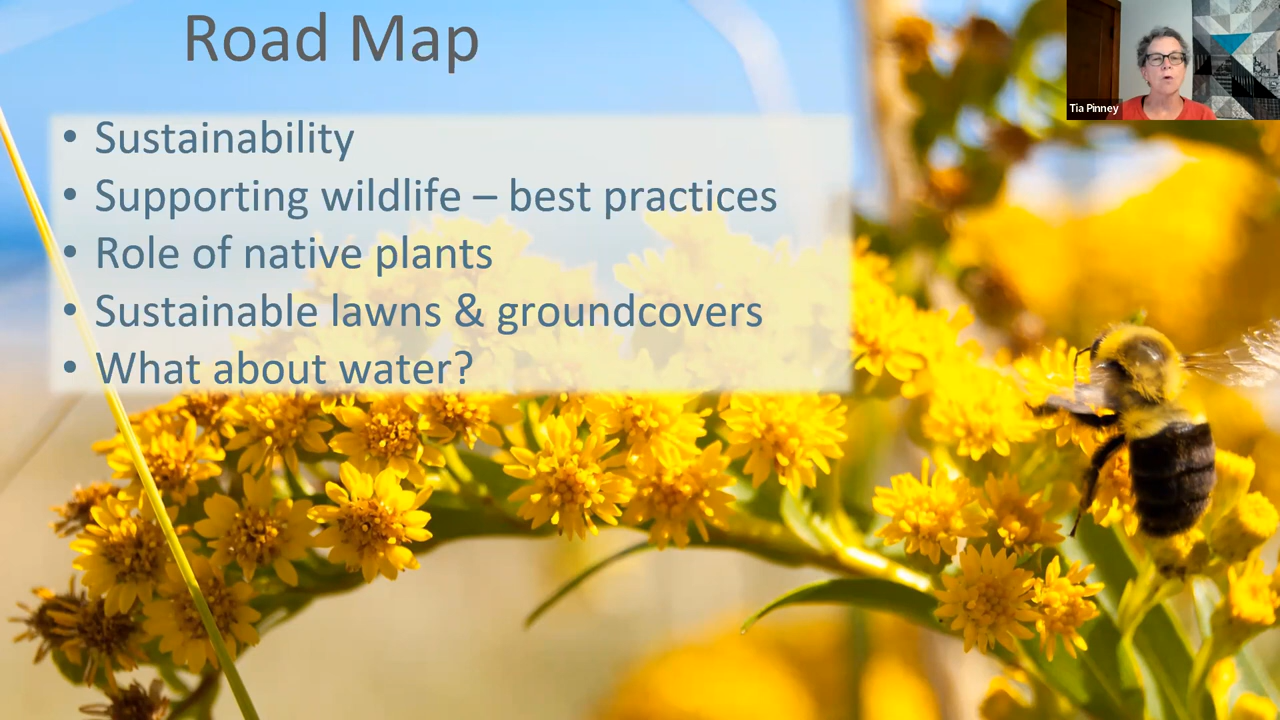 Road Map
Tia Pinney
• Sustainability
• Supporting wildlife – best practices
• Role of native plants
• Sustainable lawns & groundcovers
• What about water?